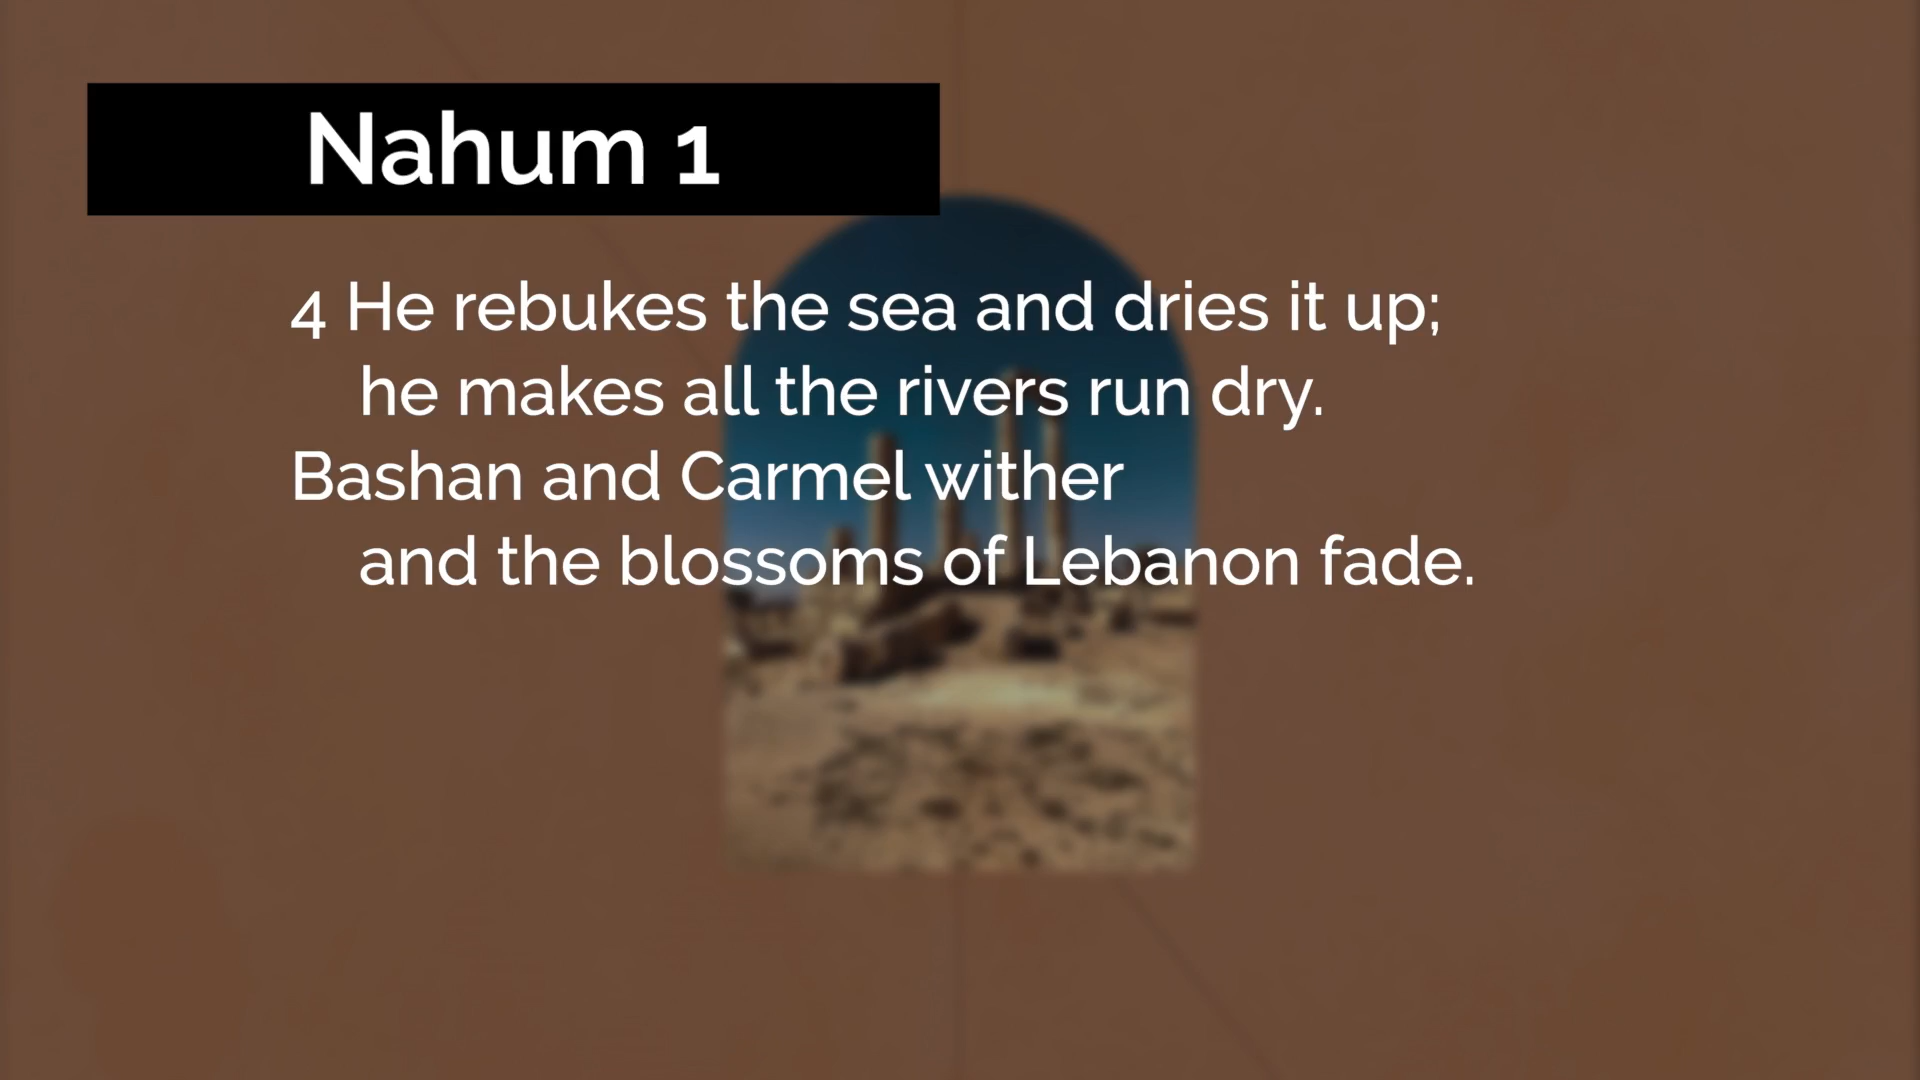 Nahum 1
4 He rebukes the sea and dries it up;
he makes all the rivers run dry.
Bashan and Carmel wither
and the blossoms of Lebanon fade.